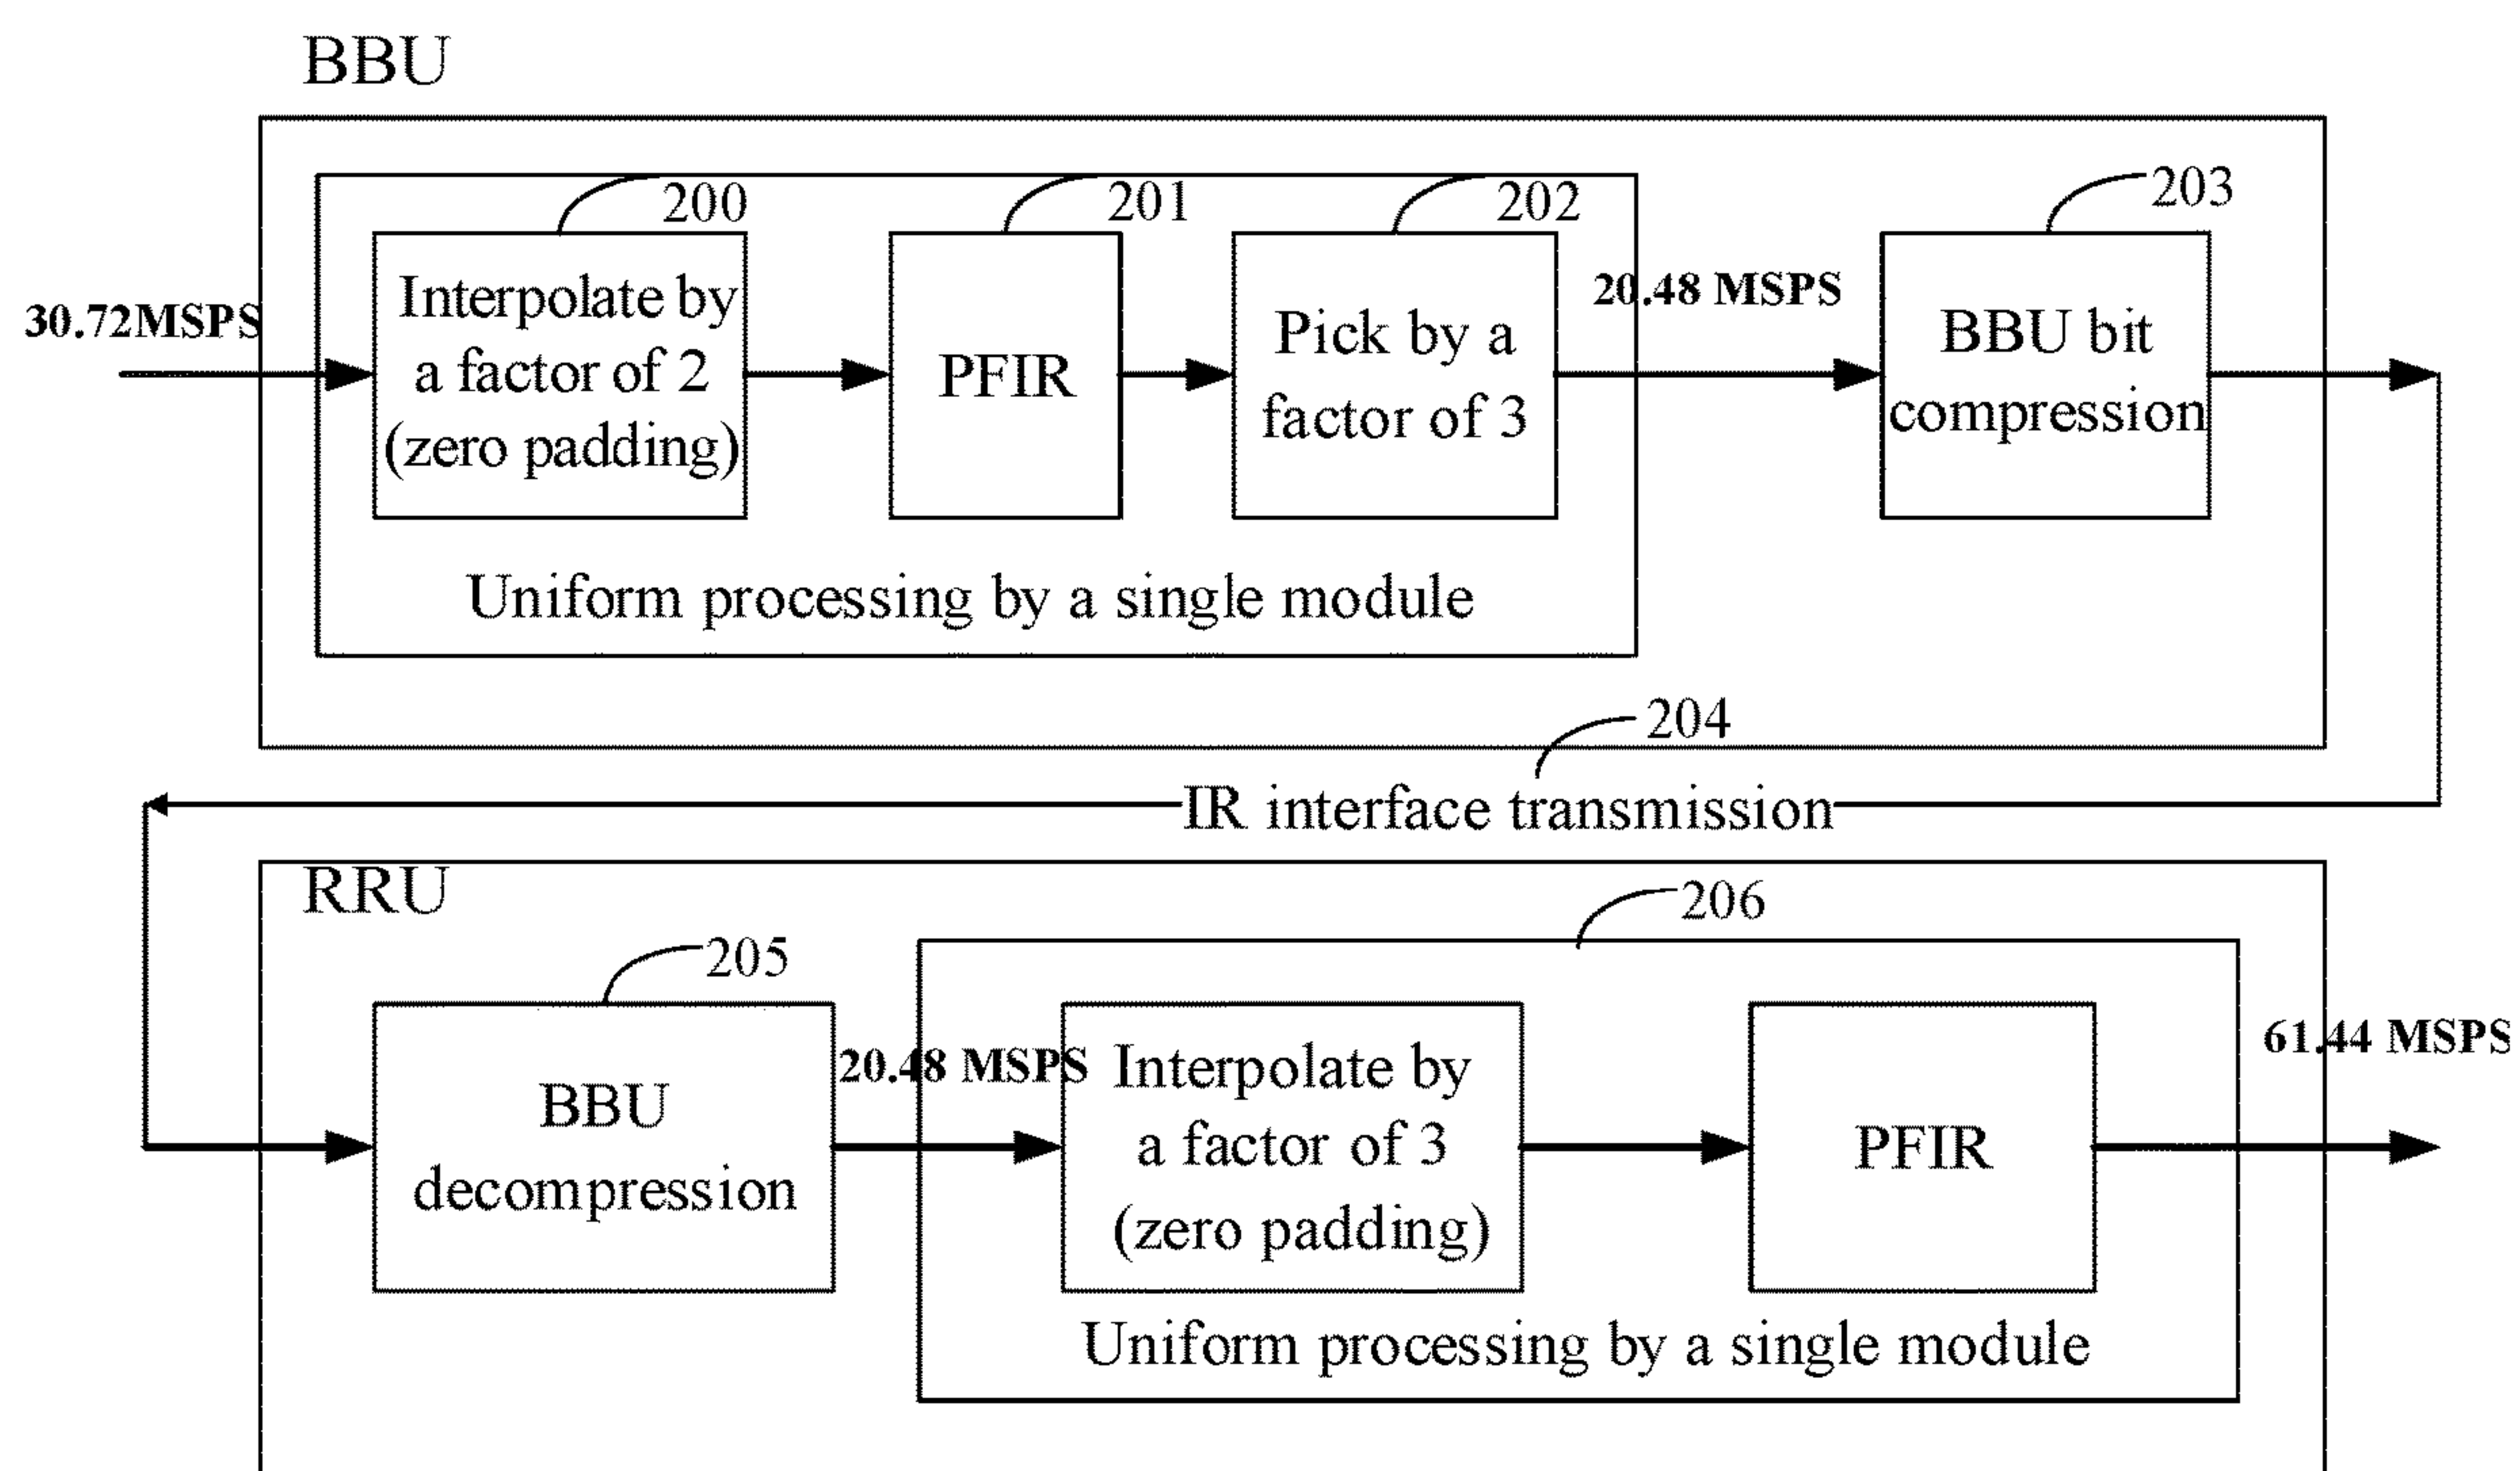 BBU
200
201
202
203
30.72MSPS
Interpolate by
a factor of 2
(zero padding)
PFIR
Pick by a
factor of 3
20.48 MSPS
BBU bit
compression
Uniform processing by a single module
204
IR interface transmission
RRU
205
206
BBU
decompression
20.48 MSPS
Interpolate by
a factor of 3
(zero padding)
PFIR
61.44 MSPS
Uniform processing by a single module